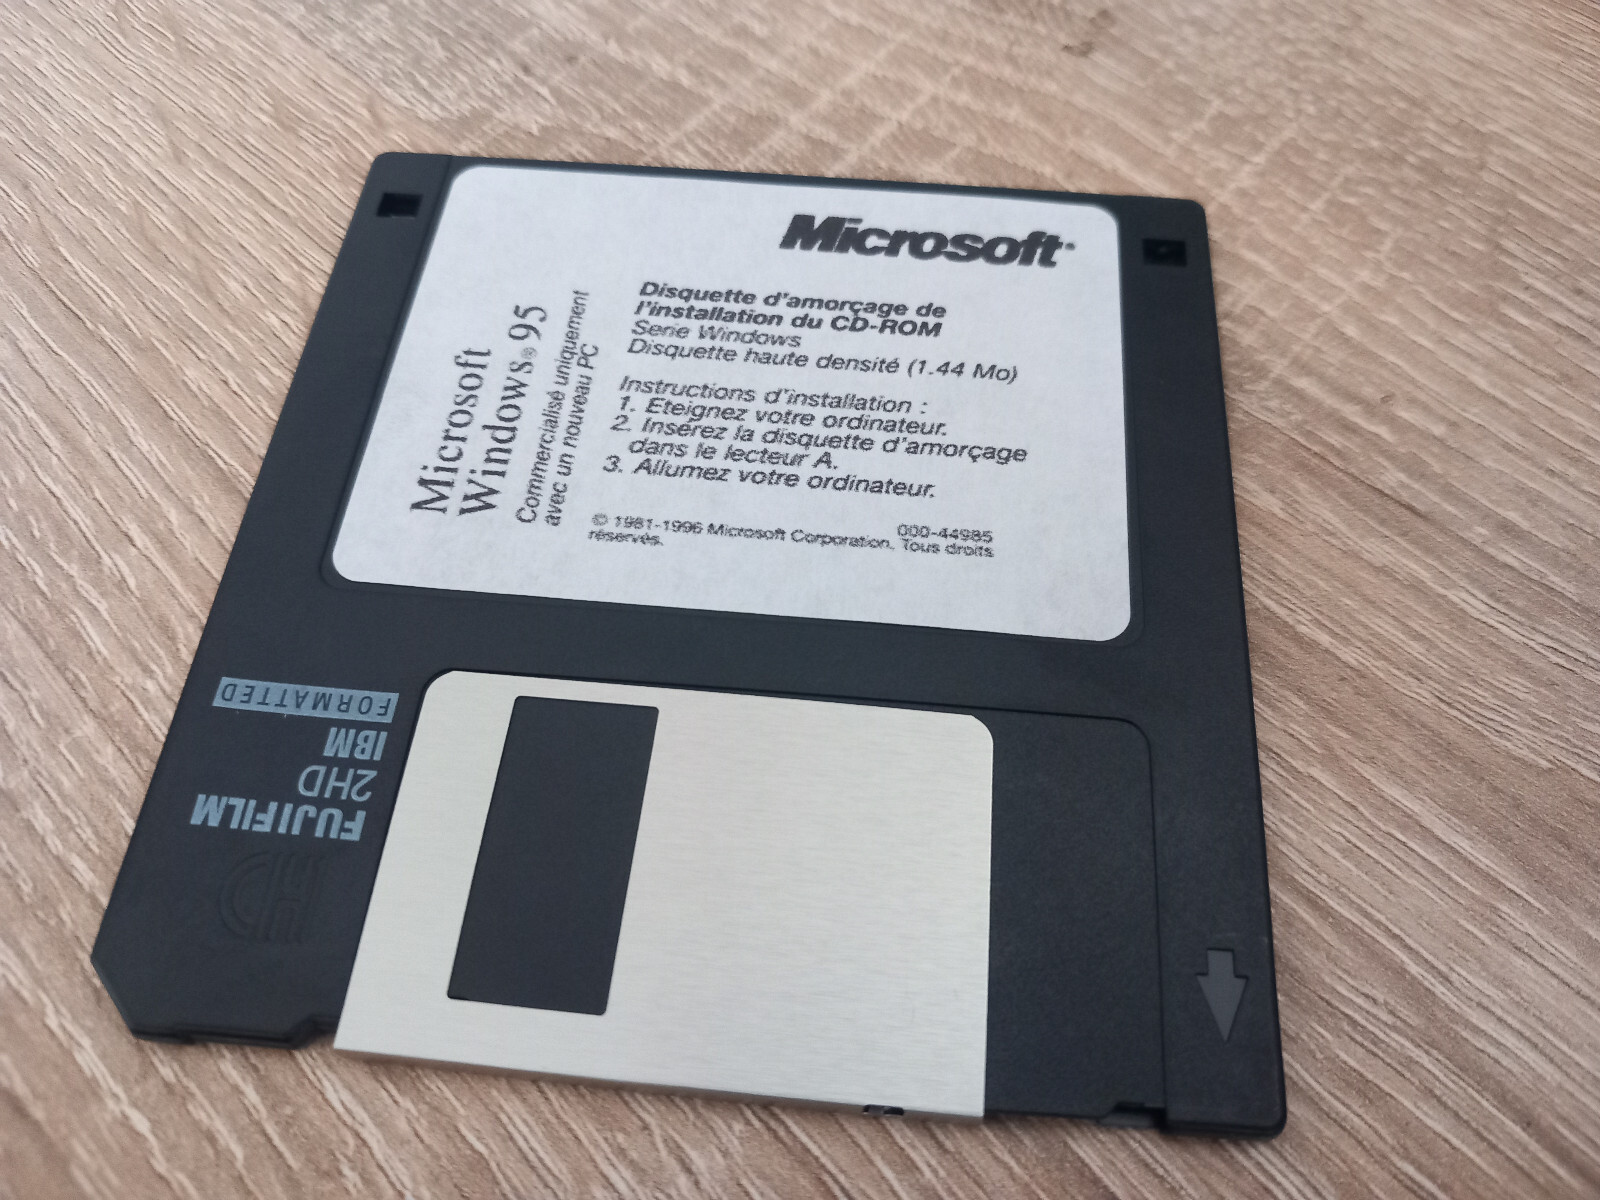 Microsoft
Windows® 95
Commercialisé uniquement
avec un nouveau PC
Microsoft®
Disquette d'amorçage de
l'installation du CD-ROM
Serie Windows
Disquette haute densité (1.44 Mo)
Instructions d'installation :
1. Eteignez votre ordinateur.
2. Insérez la disquette d'amorçage
dans le lecteur A.
3. Allumez votre ordinateur.
000-44985
© 1981-1996 Microsoft Corporation. Tous droits
réservés.
FUJIFILM
2HD
IBM
FORMATTED
HD